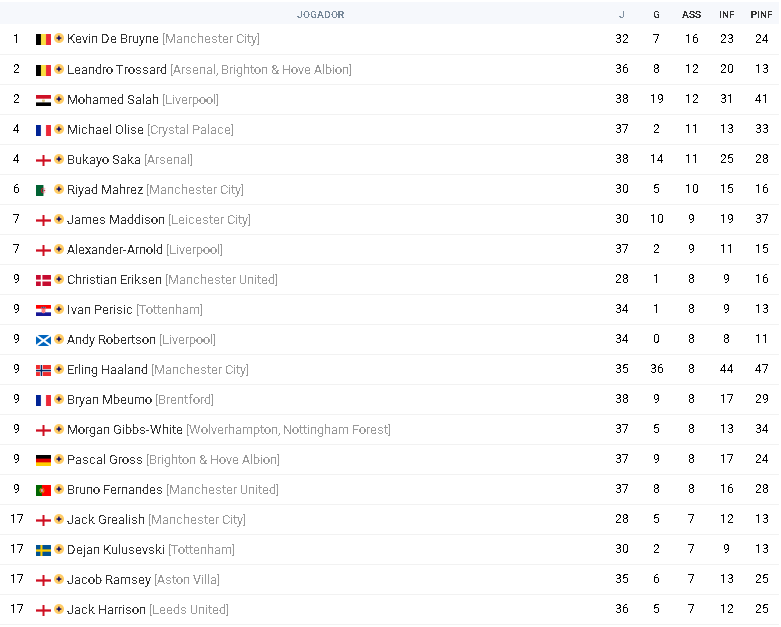 JOGADOR J G ASS INF PINF
1 Kevin De Bruyne [Manchester City] 32 7 16 23 24
2 Leandro Trossard [Arsenal, Brighton & Hove Albion] 36 8 12 20 13
2 Mohamed Salah [Liverpool] 38 19 12 31 41
4 Michael Olise [Crystal Palace] 37 2 11 13 33
4 Bukayo Saka [Arsenal] 38 14 11 25 28
6 Riyad Mahrez [Manchester City] 30 5 10 15 16
7 James Maddison [Leicester City] 30 10 9 19 37
7 Alexander-Arnold [Liverpool] 37 2 9 11 15
9 Christian Eriksen [Manchester United] 28 1 8 9 16
9 Ivan Perisic [Tottenham] 34 1 8 9 13
9 Andy Robertson [Liverpool] 34 0 8 8 11
9 Erling Haaland [Manchester City] 35 36 8 44 47
9 Bryan Mbeumo [Brentford] 38 9 8 17 29
9 Morgan Gibbs-White [Wolverhampton, Nottingham Forest] 37 5 8 13 34
9 Pascal Gross [Brighton & Hove Albion] 37 9 8 17 24
9 Bruno Fernandes [Manchester United] 37 8 8 16 28
17 Jack Grealish [Manchester City] 28 5 7 12 13
17 Dejan Kulusevski [Tottenham] 30 2 7 9 13
17 Jacob Ramsey [Aston Villa] 35 6 7 13 25
17 Jack Harrison [Leeds United] 36 5 7 12 25